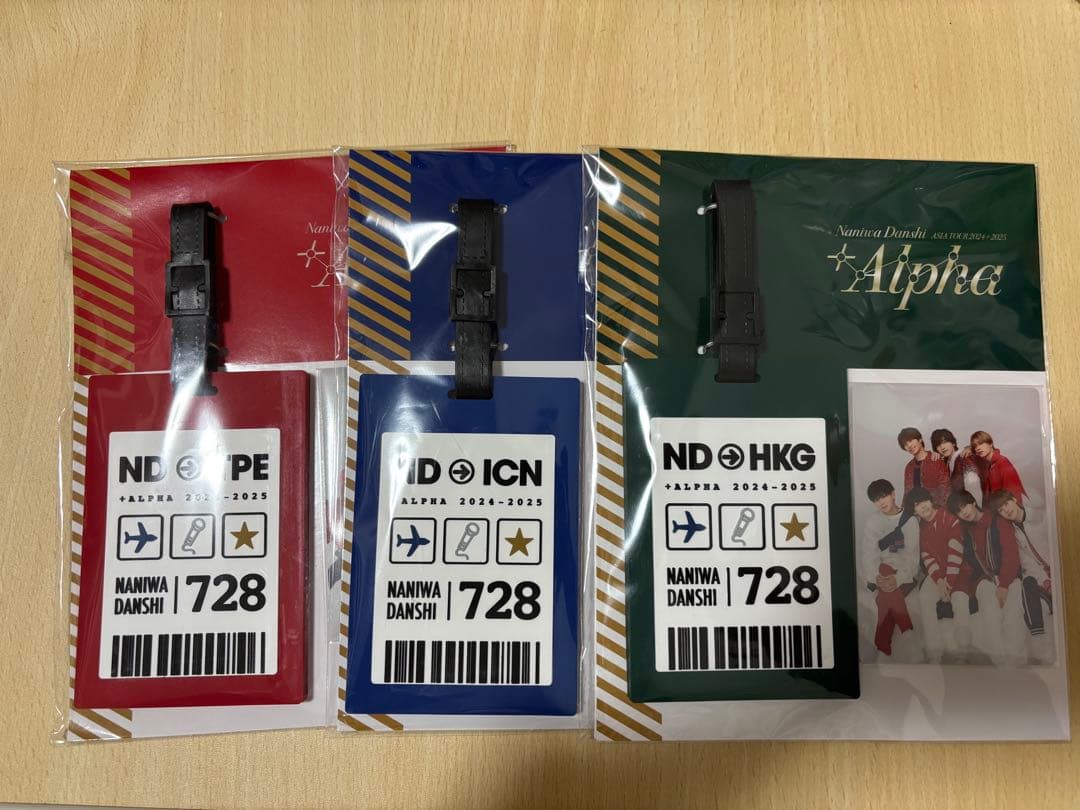 Naniwa
ND TPE
+ALPHA 2024-2025
NANIWA
DANSHI
728
ND ICN
+ALPHA 2024-2025
NANIWA
DANSHI
728
Naniwa Danshi ASIA TOUR 2024+2025
+Alpha
ND HKG
+ALPHA 2024-2025
NANIWA
DANSHI
728